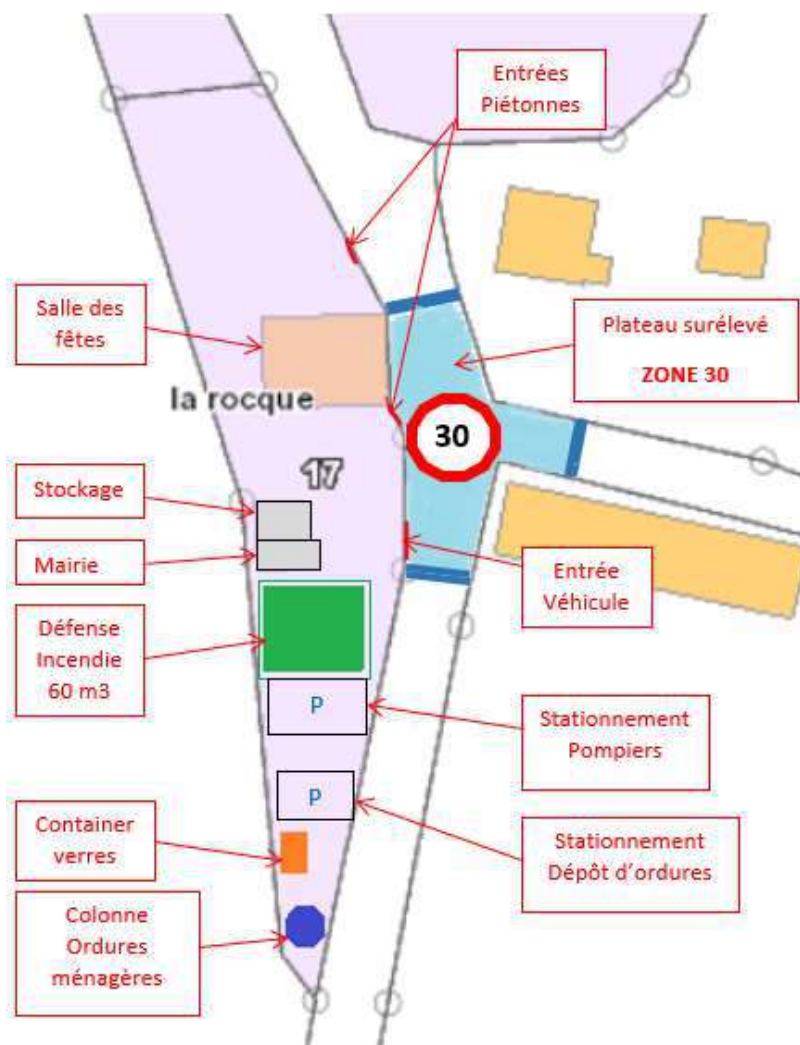 Entrées
Piétonnes
Salle des
fêtes
Plateau surélevé
ZONE 30
la rocque
30
17
Stockage
Mairie
Entrée
Véhicule
Défense
Incendie
60 m3
P
Stationnement
Pompiers
P
Container
verres
Stationnement
Dépôt d'ordures
Colonne
Ordures
ménagères